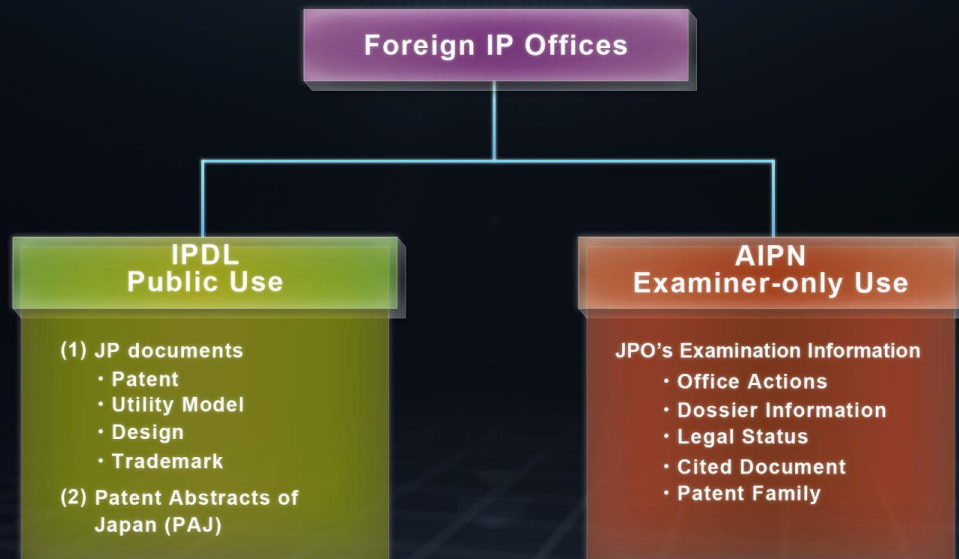 Foreign IP Offices
IPDL
Public Use
(1) JP documents
・Patent
・Utility Model
・Design
・Trademark
(2) Patent Abstracts of
Japan (PAJ)
AIPN
Examiner-only Use
JPO's Examination Information
・Office Actions
・Dossier Information
・Legal Status
・Cited Document
・Patent Family